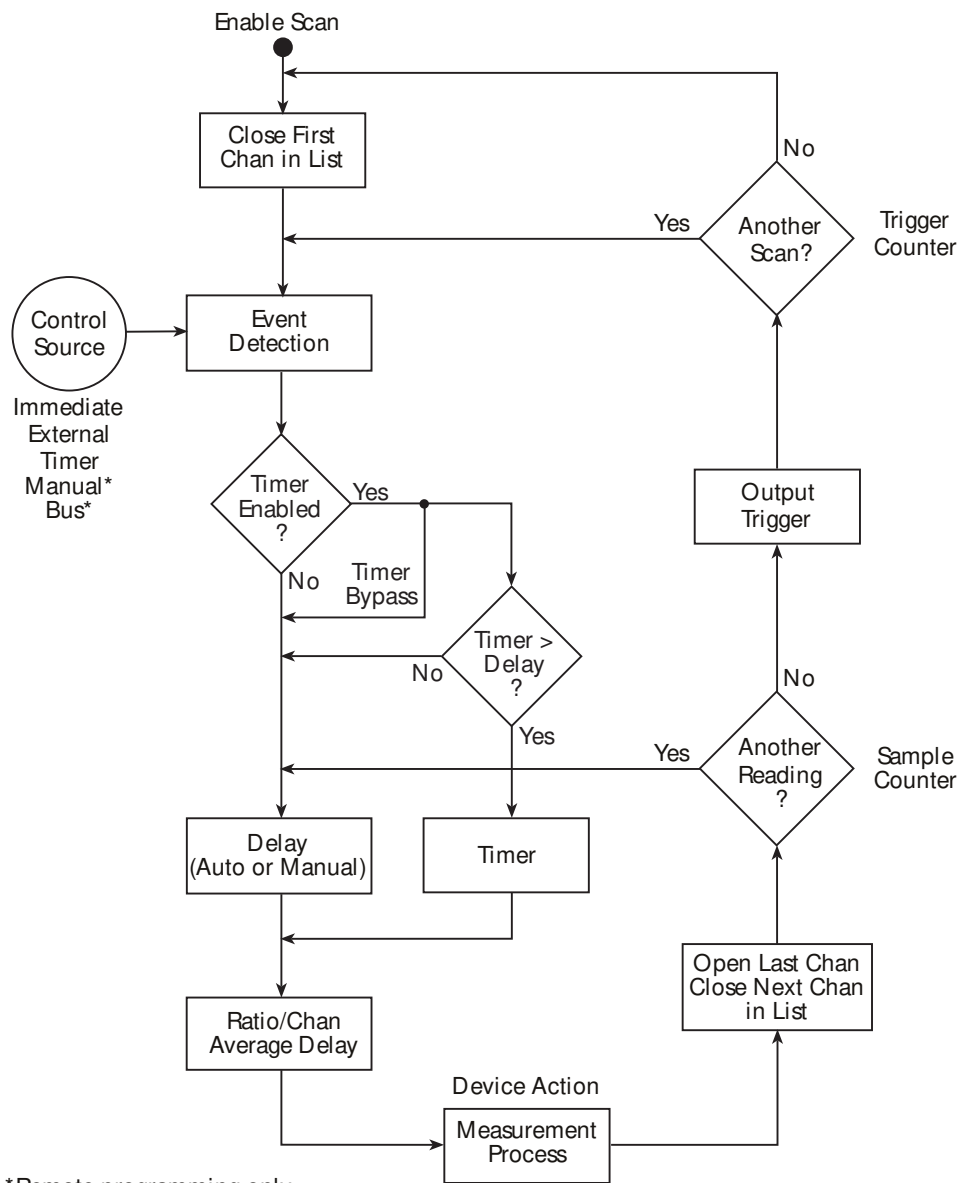 Enable Scan
Close First
Chan in List
No
Yes
Another
Scan?
Trigger
Counter
Control
Source
Event
Detection
Immediate
External
Timer
Manual*
Bus*
Timer
Enabled
?
Yes
No
Timer
Bypass
Output
Trigger
Timer >
Delay
?
No
Yes
No
Yes
Another
Reading
?
Sample
Counter
Delay
(Auto or Manual)
Timer
Open Last Chan
Close Next Chan
in List
Ratio/Chan
Average Delay
Device Action
Measurement
Process
*Remote programming only